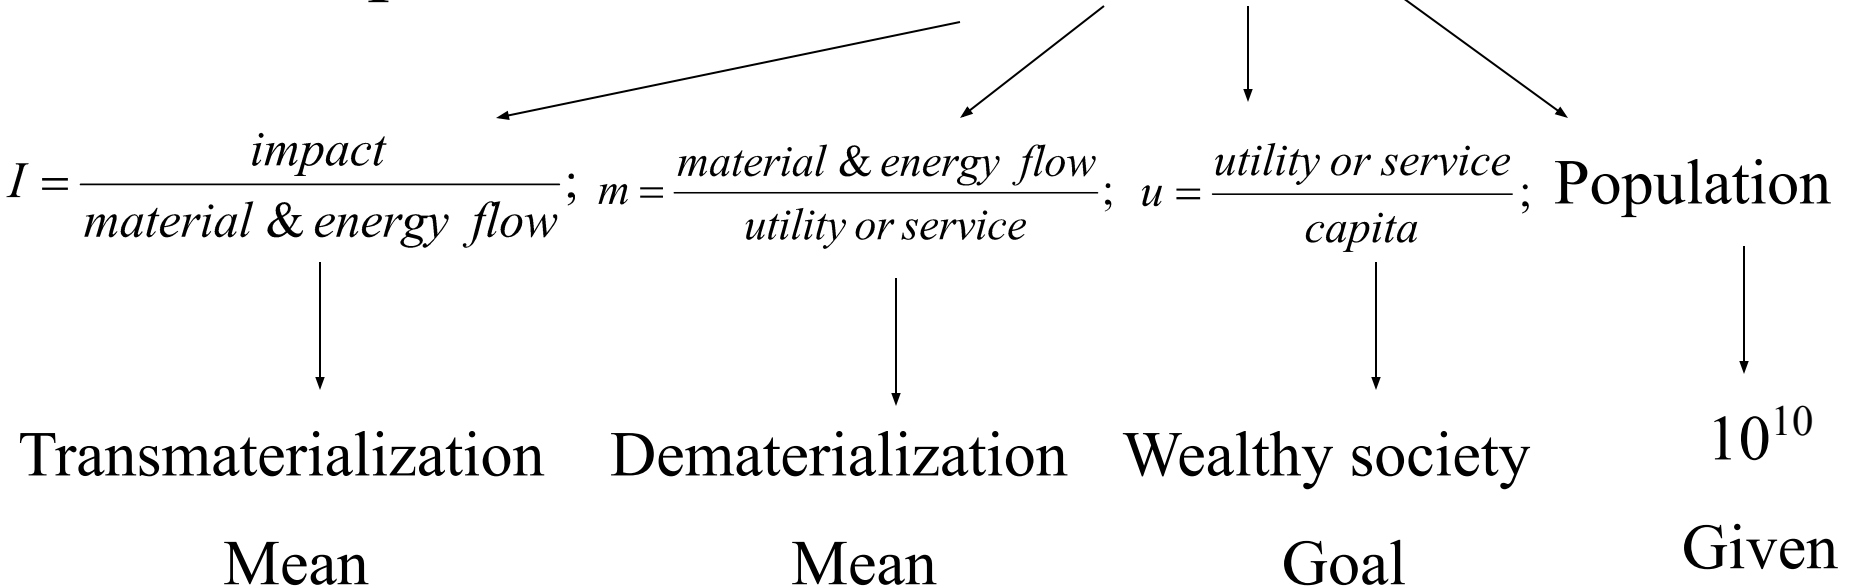 I = impact / material & energy flow ; m = material & energy flow / utility or service ; u = utility or service / capita ; Population
Transmaterialization Dematerialization Wealthy society 10^10
Mean Mean Goal Given